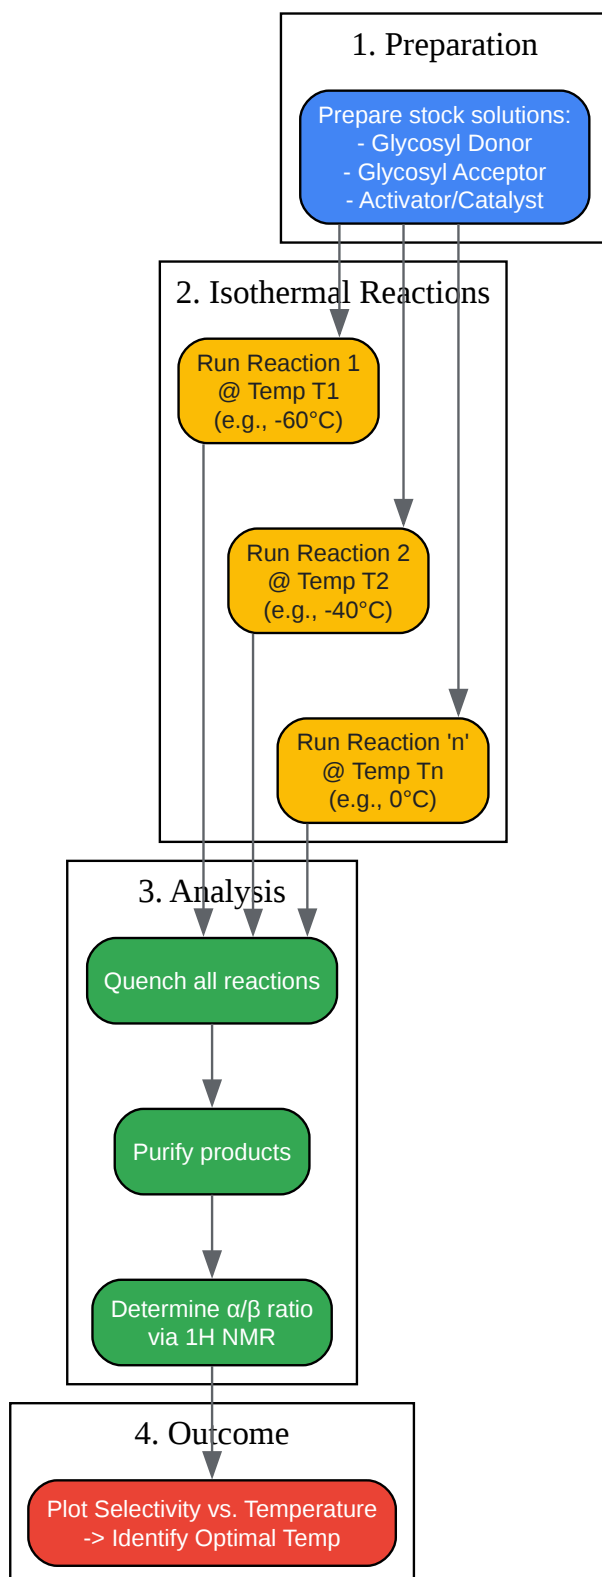 1. Preparation
Prepare stock solutions:
- Glycosyl Donor
- Glycosyl Acceptor
- Activator/Catalyst
2. Isothermal Reactions
Run Reaction 1
@ Temp T1
(e.g., -60°C)
Run Reaction 2
@ Temp T2
(e.g., -40°C)
Run Reaction 'n'
@ Temp Tn
(e.g., 0°C)
3. Analysis
Quench all reactions
Purify products
Determine α/β ratio
via 1H NMR
4. Outcome
Plot Selectivity vs. Temperature
-> Identify Optimal Temp